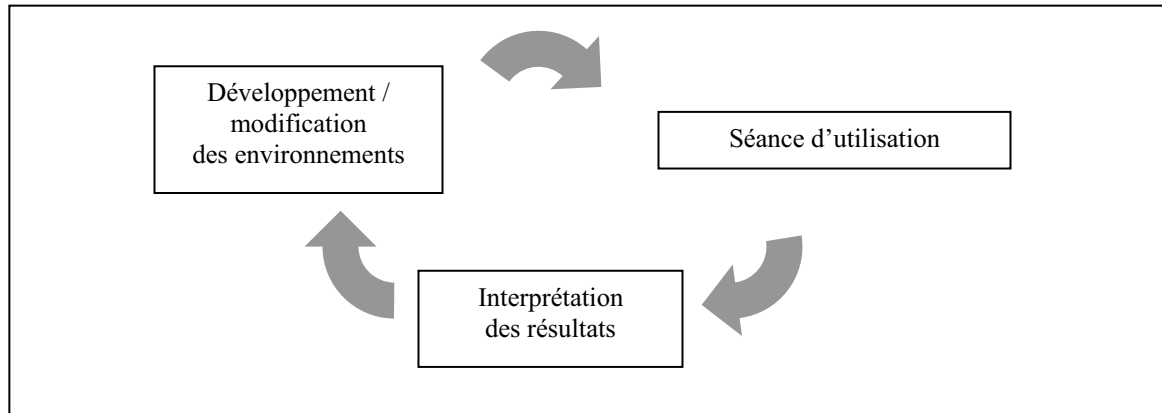 Développement /
modification
des environnements
Séance d’utilisation
Interprétation
des résultats